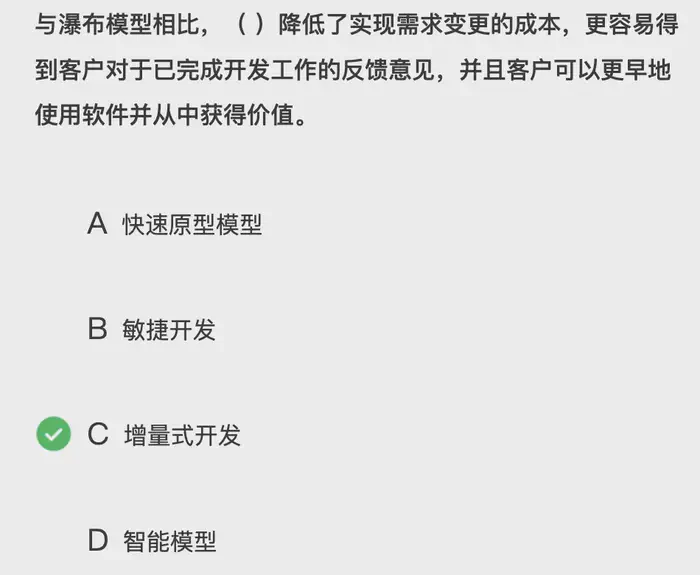 与瀑布模型相比，（ ）降低了实现需求变更的成本，更容易得
到客户对于已完成开发工作的反馈意见，并且客户可以更早地
使用软件并从中获得价值。
A 快速原型模型
B 敏捷开发
C 增量式开发
D 智能模型